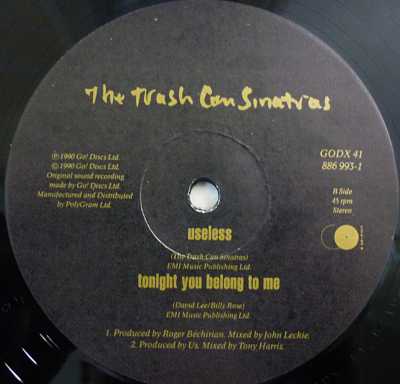 The Trash Can Sinatras
℗ 1990 Go! Discs Ltd.
© 1990 Go! Discs Ltd.
Original sound recording
made by Go! Discs Ltd.
Manufactured and Distributed
by PolyGram Ltd.
GODX 41
886 993-1
B Side
45 rpm
Stereo
useless
(The Trash Can Sinatras)
EMI Music Publishing Ltd.
tonight you belong to me
(David Lee/Billy Rose)
EMI Music Publishing Ltd.
1. Produced by Roger Béchirian. Mixed by John Leckie.
2. Produced by Us. Mixed by Tony Harris.